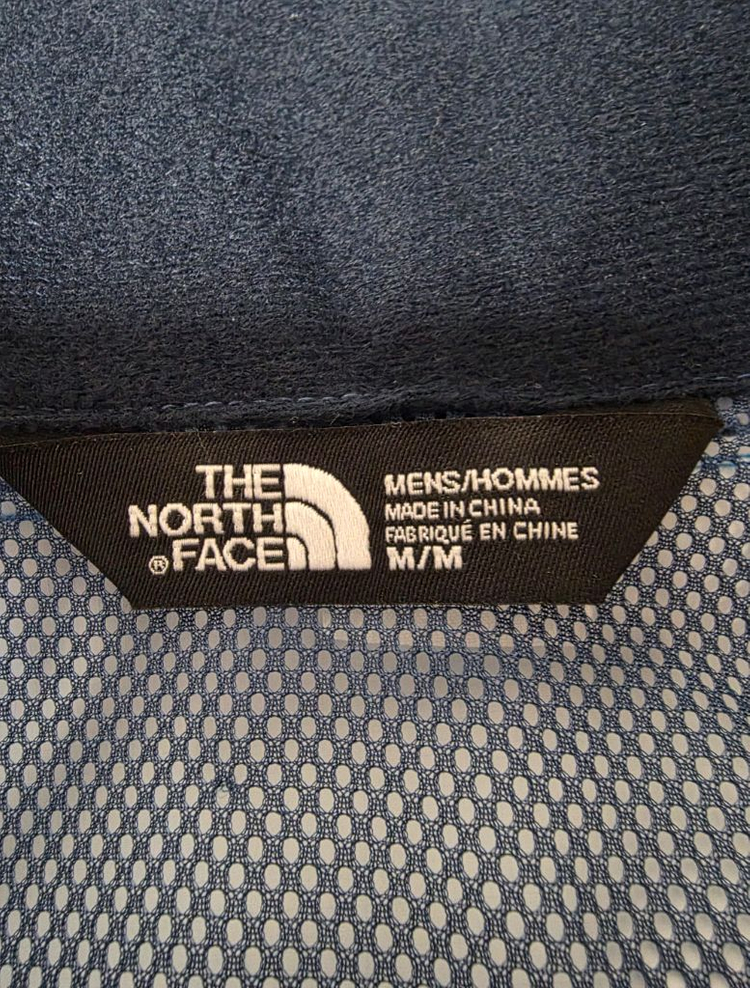 THE
NORTH
® FACE
MENS/HOMMES
MADE IN CHINA
FABRIQUÉ EN CHINE
M/M